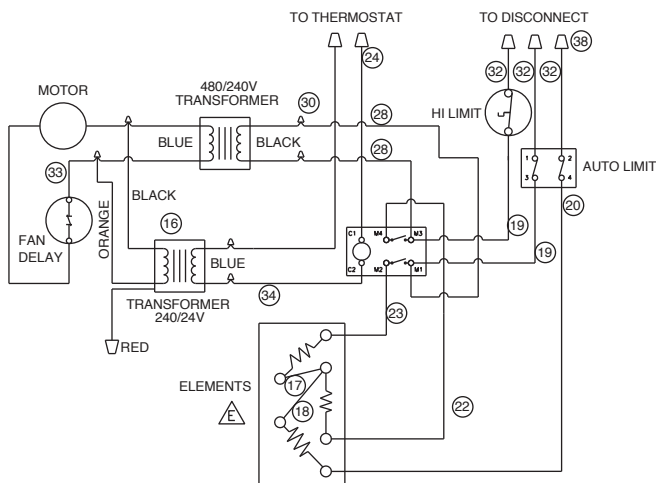 TO THERMOSTAT
TO DISCONNECT
24
38
32
32
32
480/240V
TRANSFORMER
MOTOR
30
28
HI LIMIT
BLUE
BLACK
28
1
2
3
4
AUTO LIMIT
33
BLACK
20
FAN
DELAY
ORANGE
16
C1
M4
M3
19
BLUE
C2
M2
M1
19
34
TRANSFORMER
240/24V
23
RED
ELEMENTS
17
18
22
E